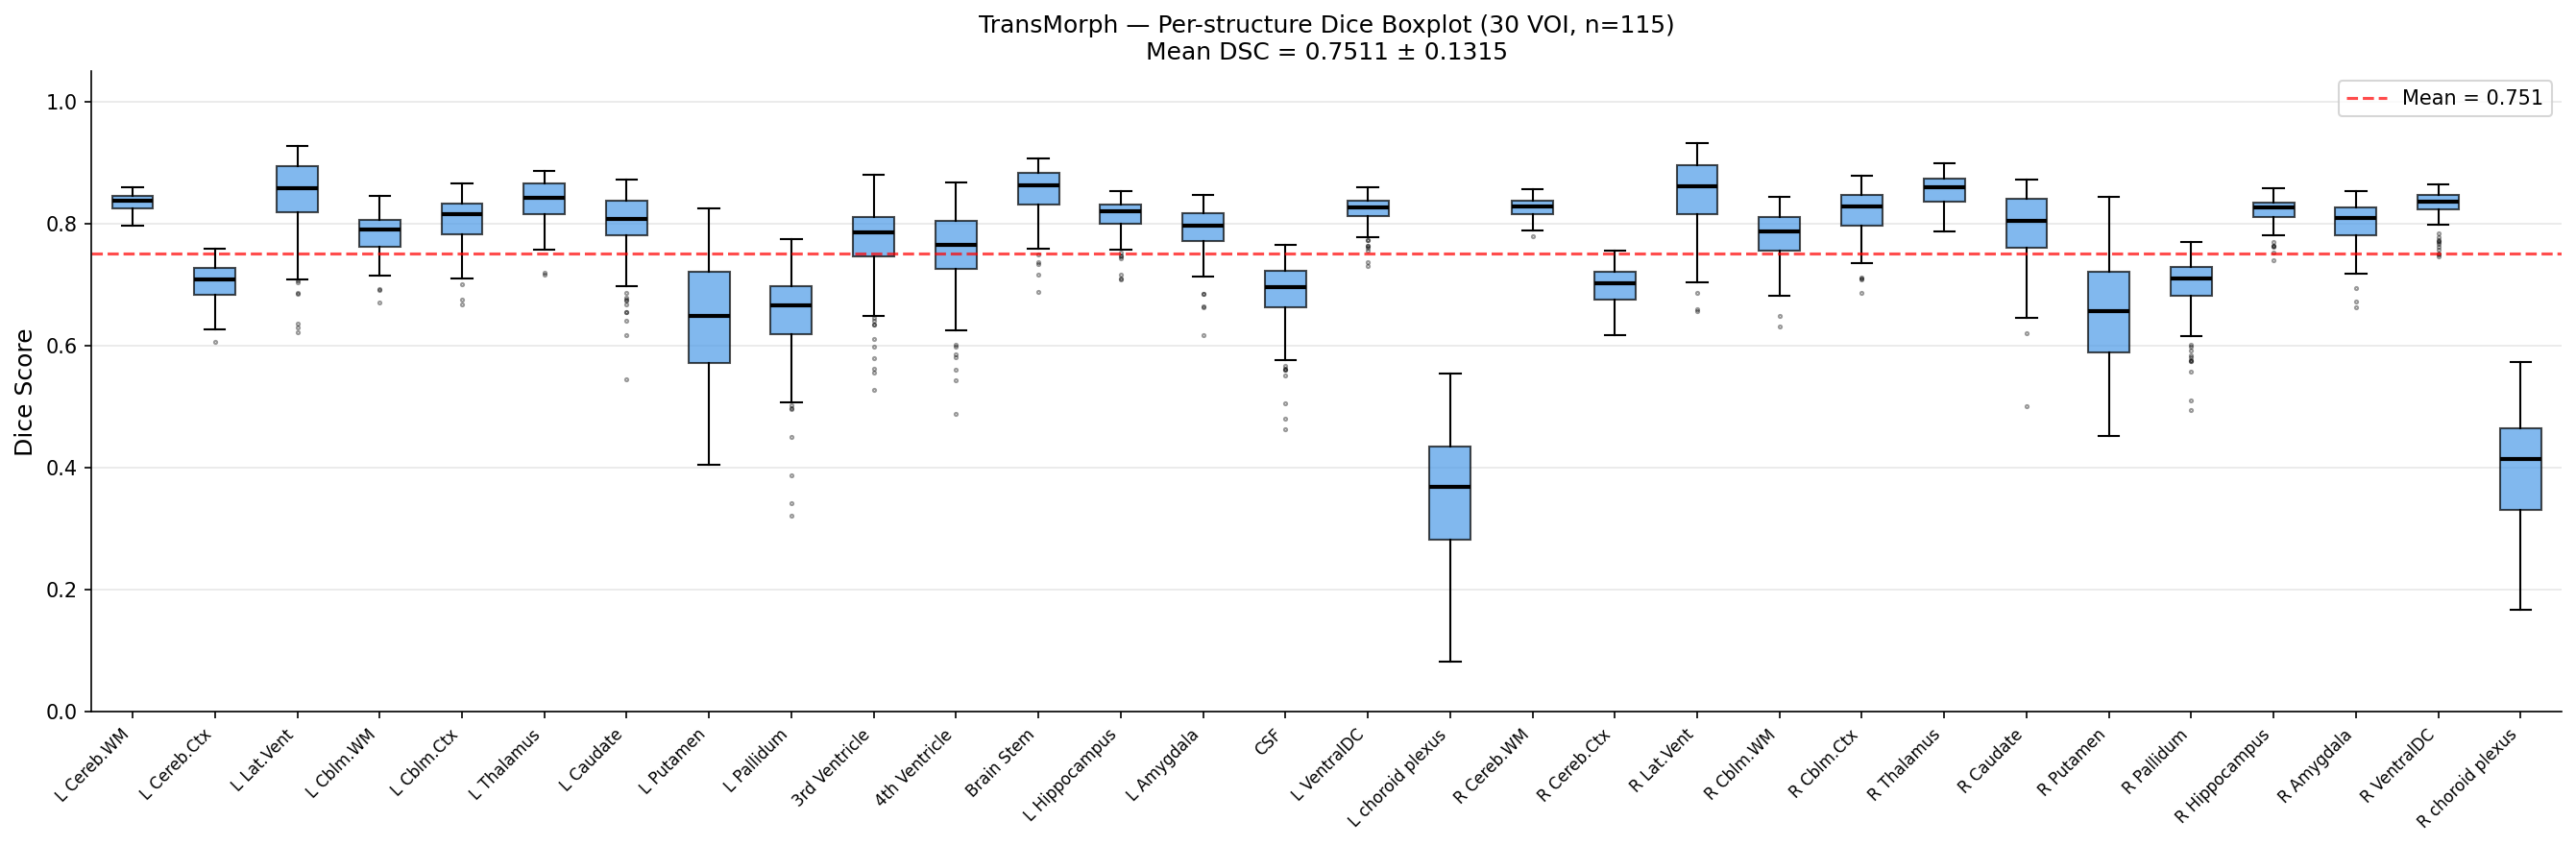 TransMorph — Per-structure Dice Boxplot (30 VOI, n=115)
Mean DSC = 0.7511 ± 0.1315
Mean = 0.751
Dice Score
1.0
0.8
0.6
0.4
0.2
0.0
L Cereb.WM
L Cereb.Ctx
L Lat.Vent
L Cblm.WM
L Cblm.Ctx
L Thalamus
L Caudate
L Putamen
L Pallidum
3rd Ventricle
4th Ventricle
Brain Stem
L Hippocampus
L Amygdala
CSF
L VentralDC
L choroid plexus
R Cereb.WM
R Cereb.Ctx
R Lat.Vent
R Cblm.WM
R Cblm.Ctx
R Thalamus
R Caudate
R Putamen
R Pallidum
R Hippocampus
R Amygdala
R VentralDC
R choroid plexus